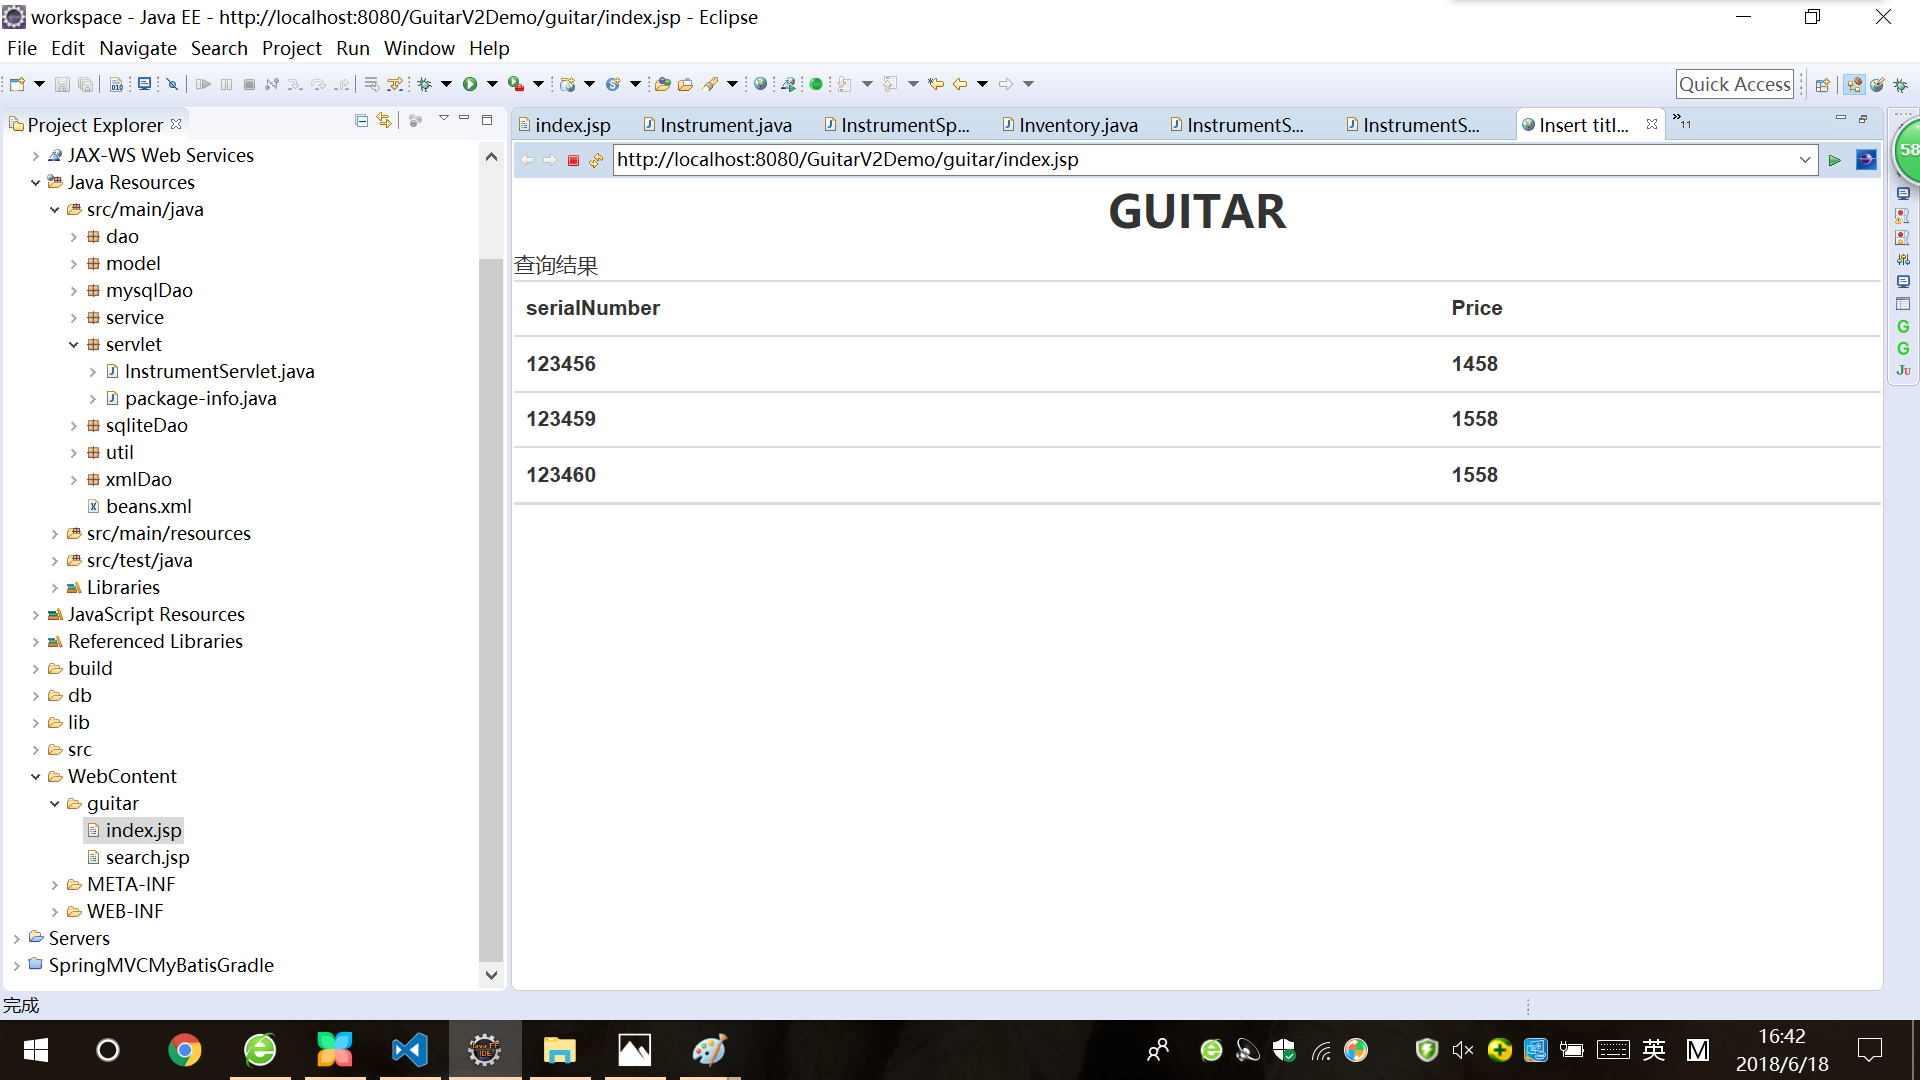 workspace - Java EE - http://localhost:8080/GuitarV2Demo/guitar/index.jsp - Eclipse
File Edit Navigate Search Project Run Window Help
Quick Access
Project Explorer
index.jsp Instrument.java InstrumentSp... Inventory.java InstrumentS... InstrumentS... Insert titl... 11
http://localhost:8080/GuitarV2Demo/guitar/index.jsp
58
JAX-WS Web Services
Java Resources
src/main/java
dao
model
mysqlDao
service
servlet
InstrumentServlet.java
package-info.java
sqliteDao
util
xmlDao
beans.xml
src/main/resources
src/test/java
Libraries
JavaScript Resources
Referenced Libraries
build
db
lib
src
WebContent
guitar
index.jsp
search.jsp
META-INF
WEB-INF
Servers
SpringMVCMyBatisGradle
GUITAR
查询结果
serialNumber Price
123456 1458
123459 1558
123460 1558
G
G
Ju
完成
英
M
16:42
2018/6/18